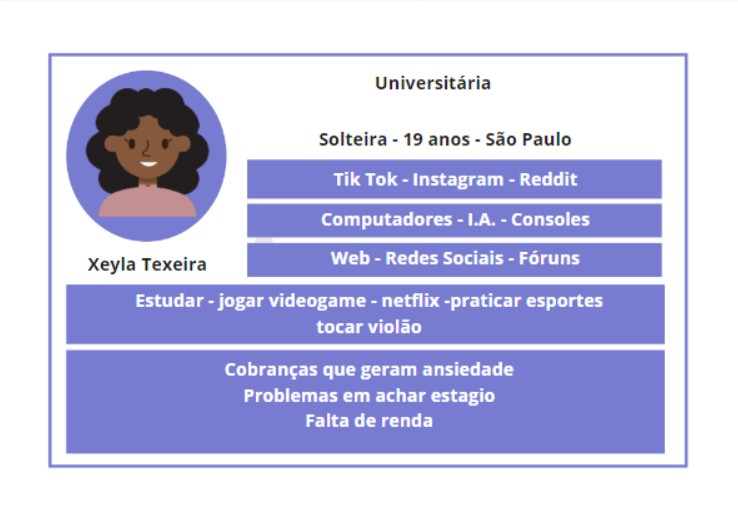 Universitária
Solteira - 19 anos - São Paulo
Tik Tok - Instagram - Reddit
Computadores - I.A. - Consoles
Web - Redes Sociais - Fóruns
Xeyla Texeira
Estudar - jogar videogame - netflix -praticar esportes
tocar violão
Cobranças que geram ansiedade
Problemas em achar estagio
Falta de renda